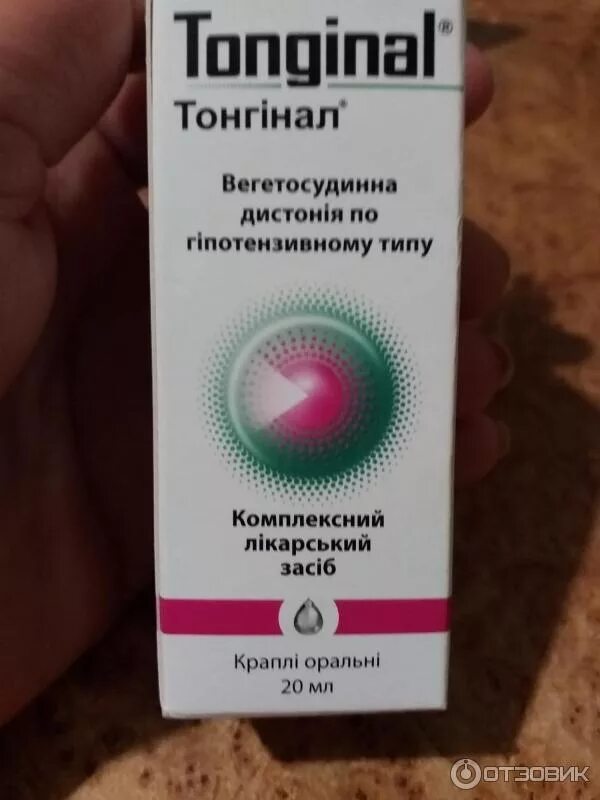 Tonginal®
Тонгінал®
Вегетосудинна
дистонія по
гіпотензивному типу
Комплексний
лікарський
засіб
Краплі оральні
20 мл
ОТЗОВИК